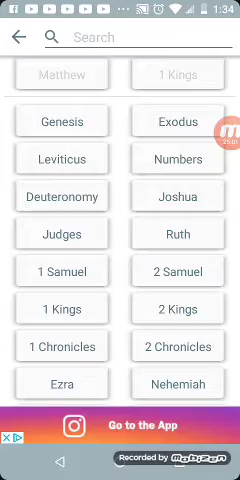 1:34
Search
Matthew 1 Kings
Genesis Exodus
Leviticus Numbers
Deuteronomy Joshua
Judges Ruth
1 Samuel 2 Samuel
1 Kings 2 Kings
1 Chronicles 2 Chronicles
Ezra Nehemiah
Go to the App
Recorded by mobizen